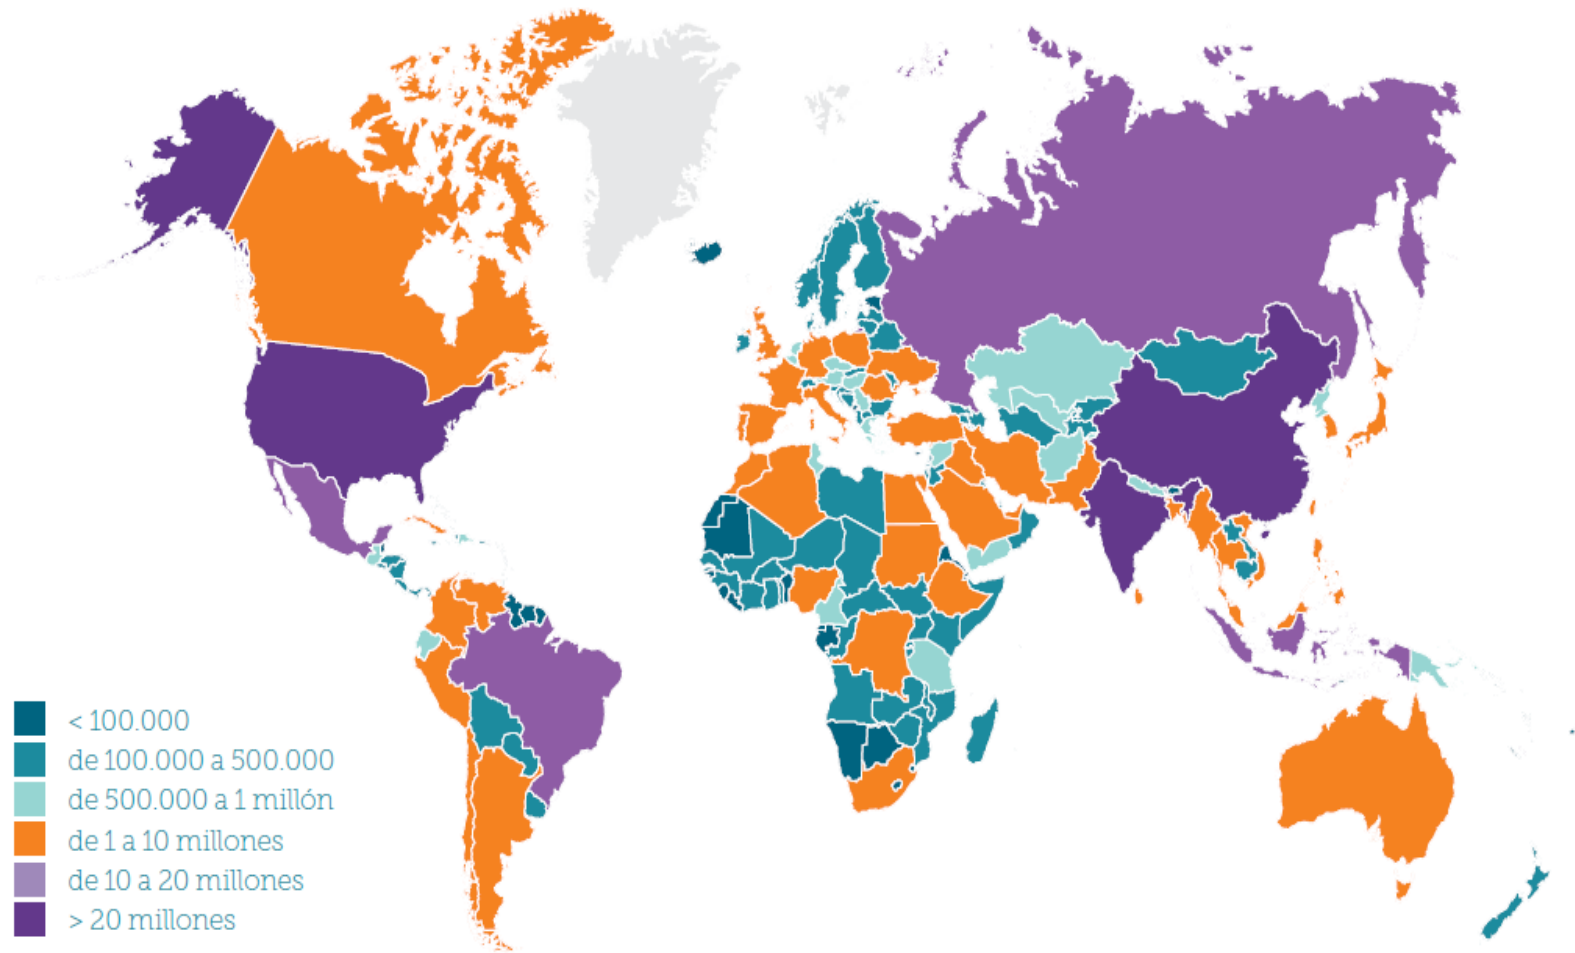 < 100.000
de 100.000 a 500.000
de 500.000 a 1 millón
de 1 a 10 millones
de 10 a 20 millones
> 20 millones